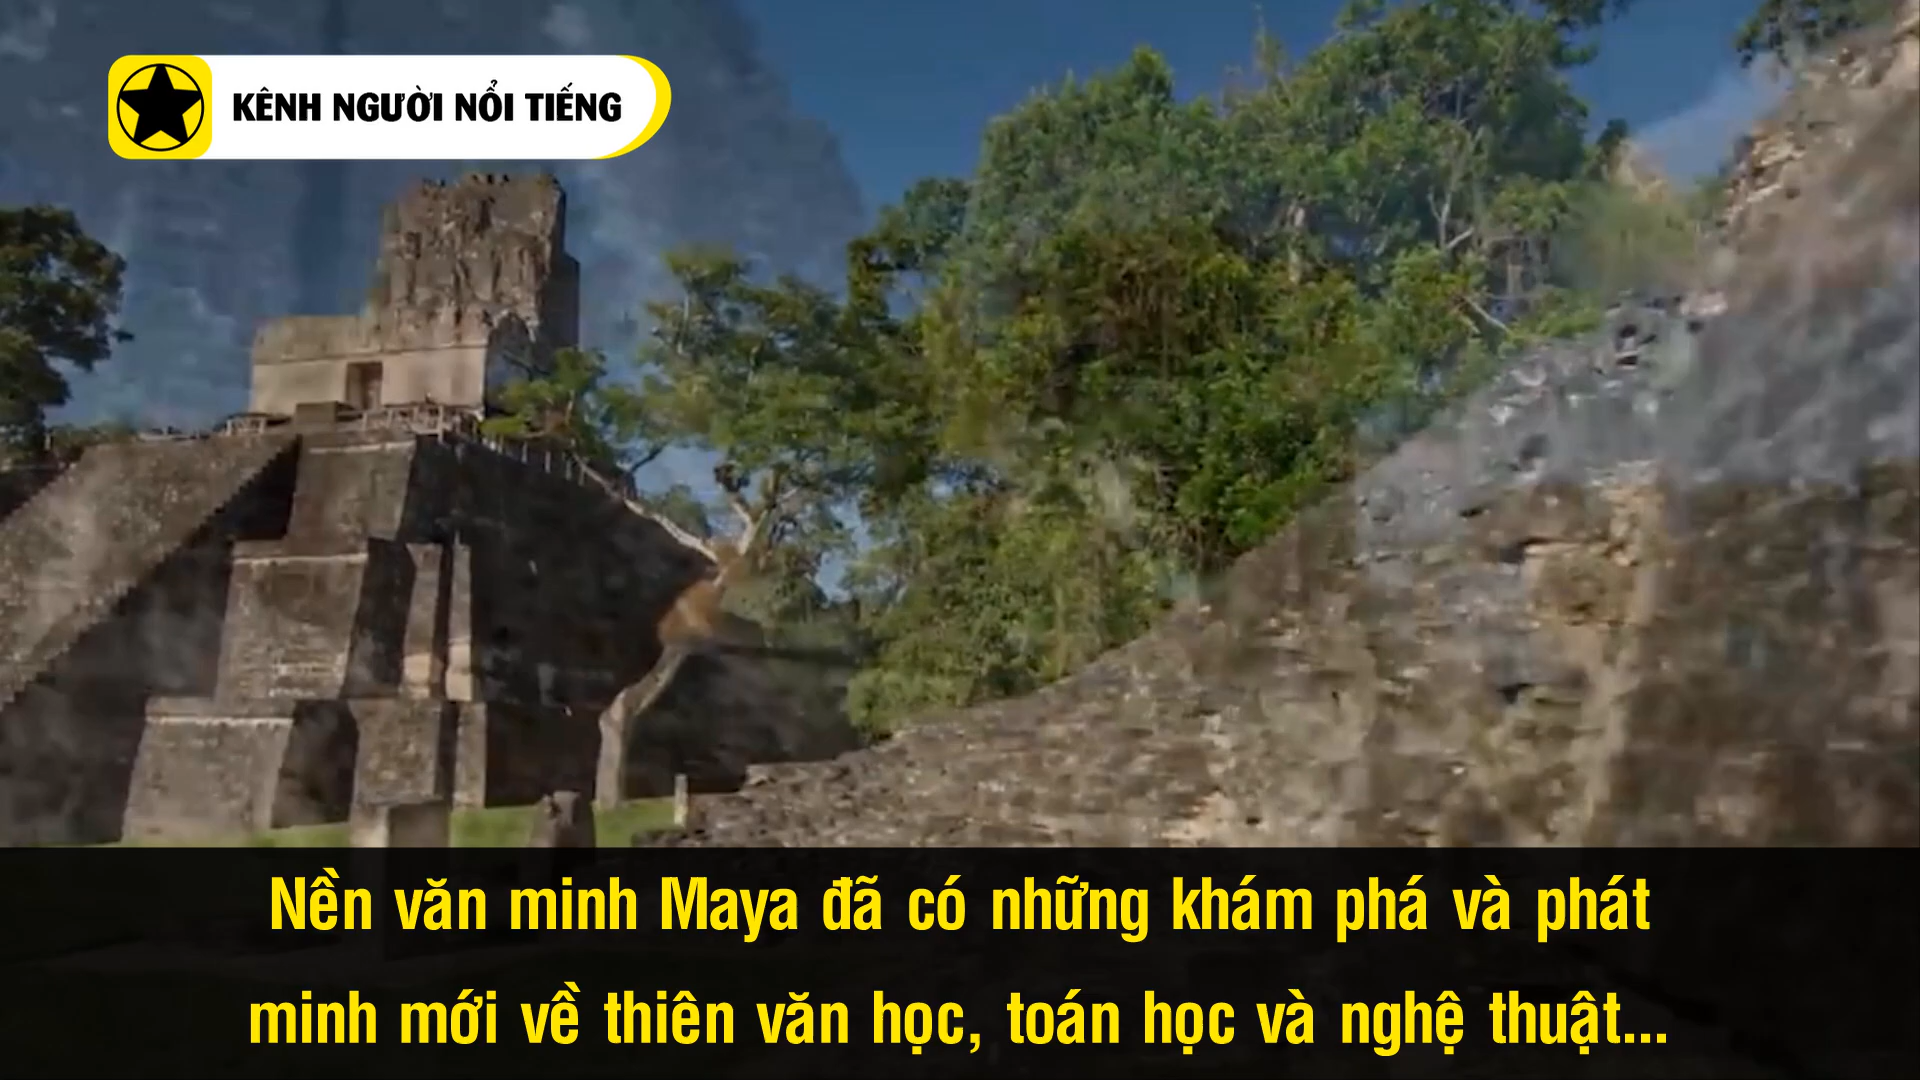 KÊNH NGƯỜI NỔI TIẾNG
Nền văn minh Maya đã có những khám phá và phát
minh mới về thiên văn học, toán học và nghệ thuật...